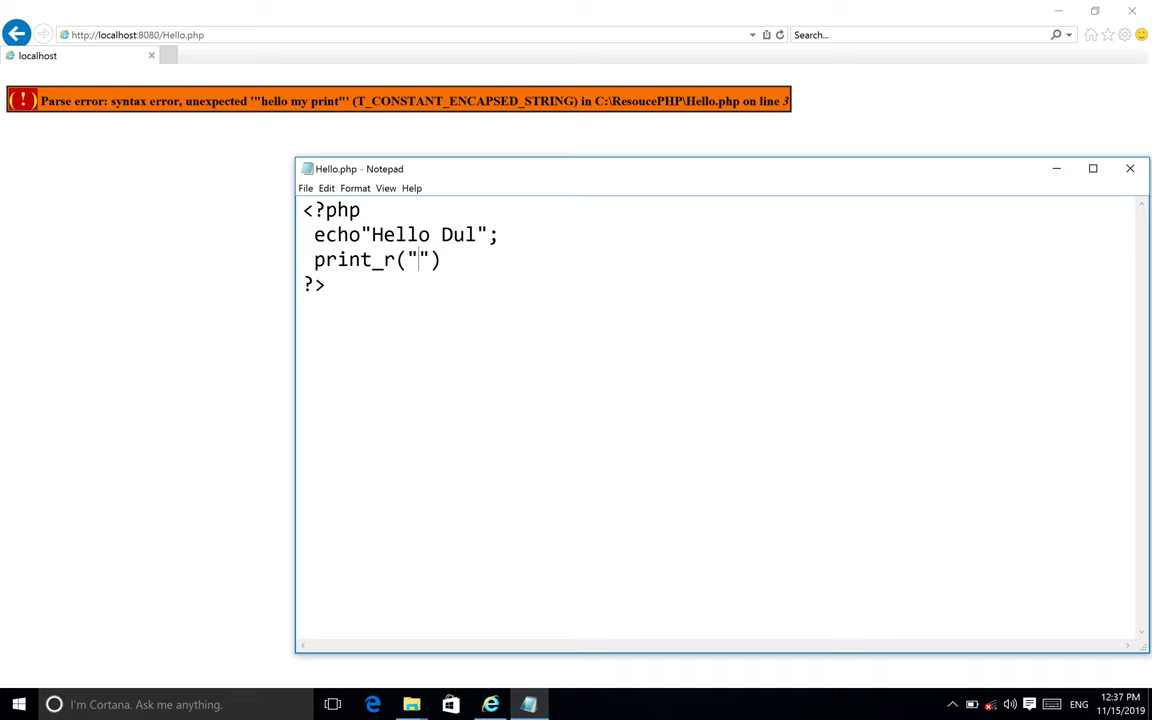 http://localhost:8080/Hello.php
Search...
localhost
( ! ) Parse error: syntax error, unexpected '"hello my print"' (T_CONSTANT_ENCAPSED_STRING) in C:\ResoucePHP\Hello.php on line 3
Hello.php - Notepad
File Edit Format View Help
<?php
echo"Hello Dul";
print_r("")
?>
I'm Cortana. Ask me anything.
ENG
12:37 PM
11/15/2019